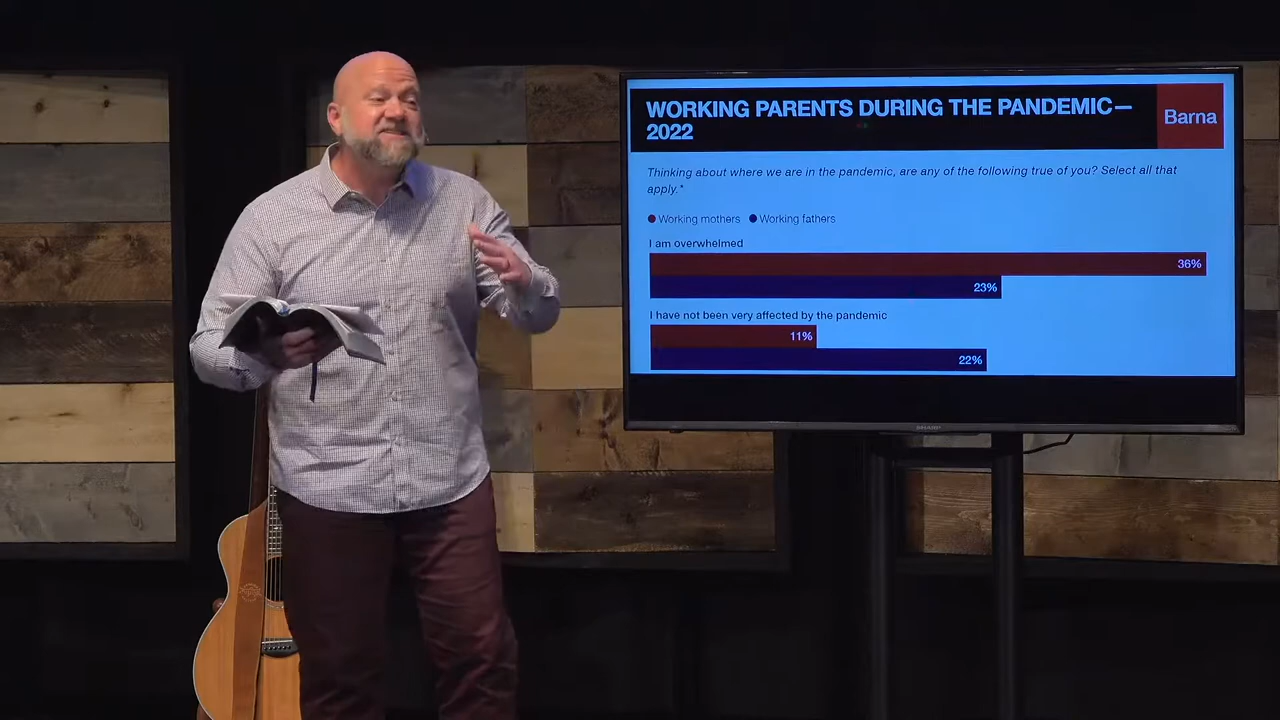 WORKING PARENTS DURING THE PANDEMIC—
2022
Barna
Thinking about where we are in the pandemic, are any of the following true of you? Select all that
apply.*
Working mothers Working fathers
I am overwhelmed
36%
23%
I have not been very affected by the pandemic
11%
22%
SHARP